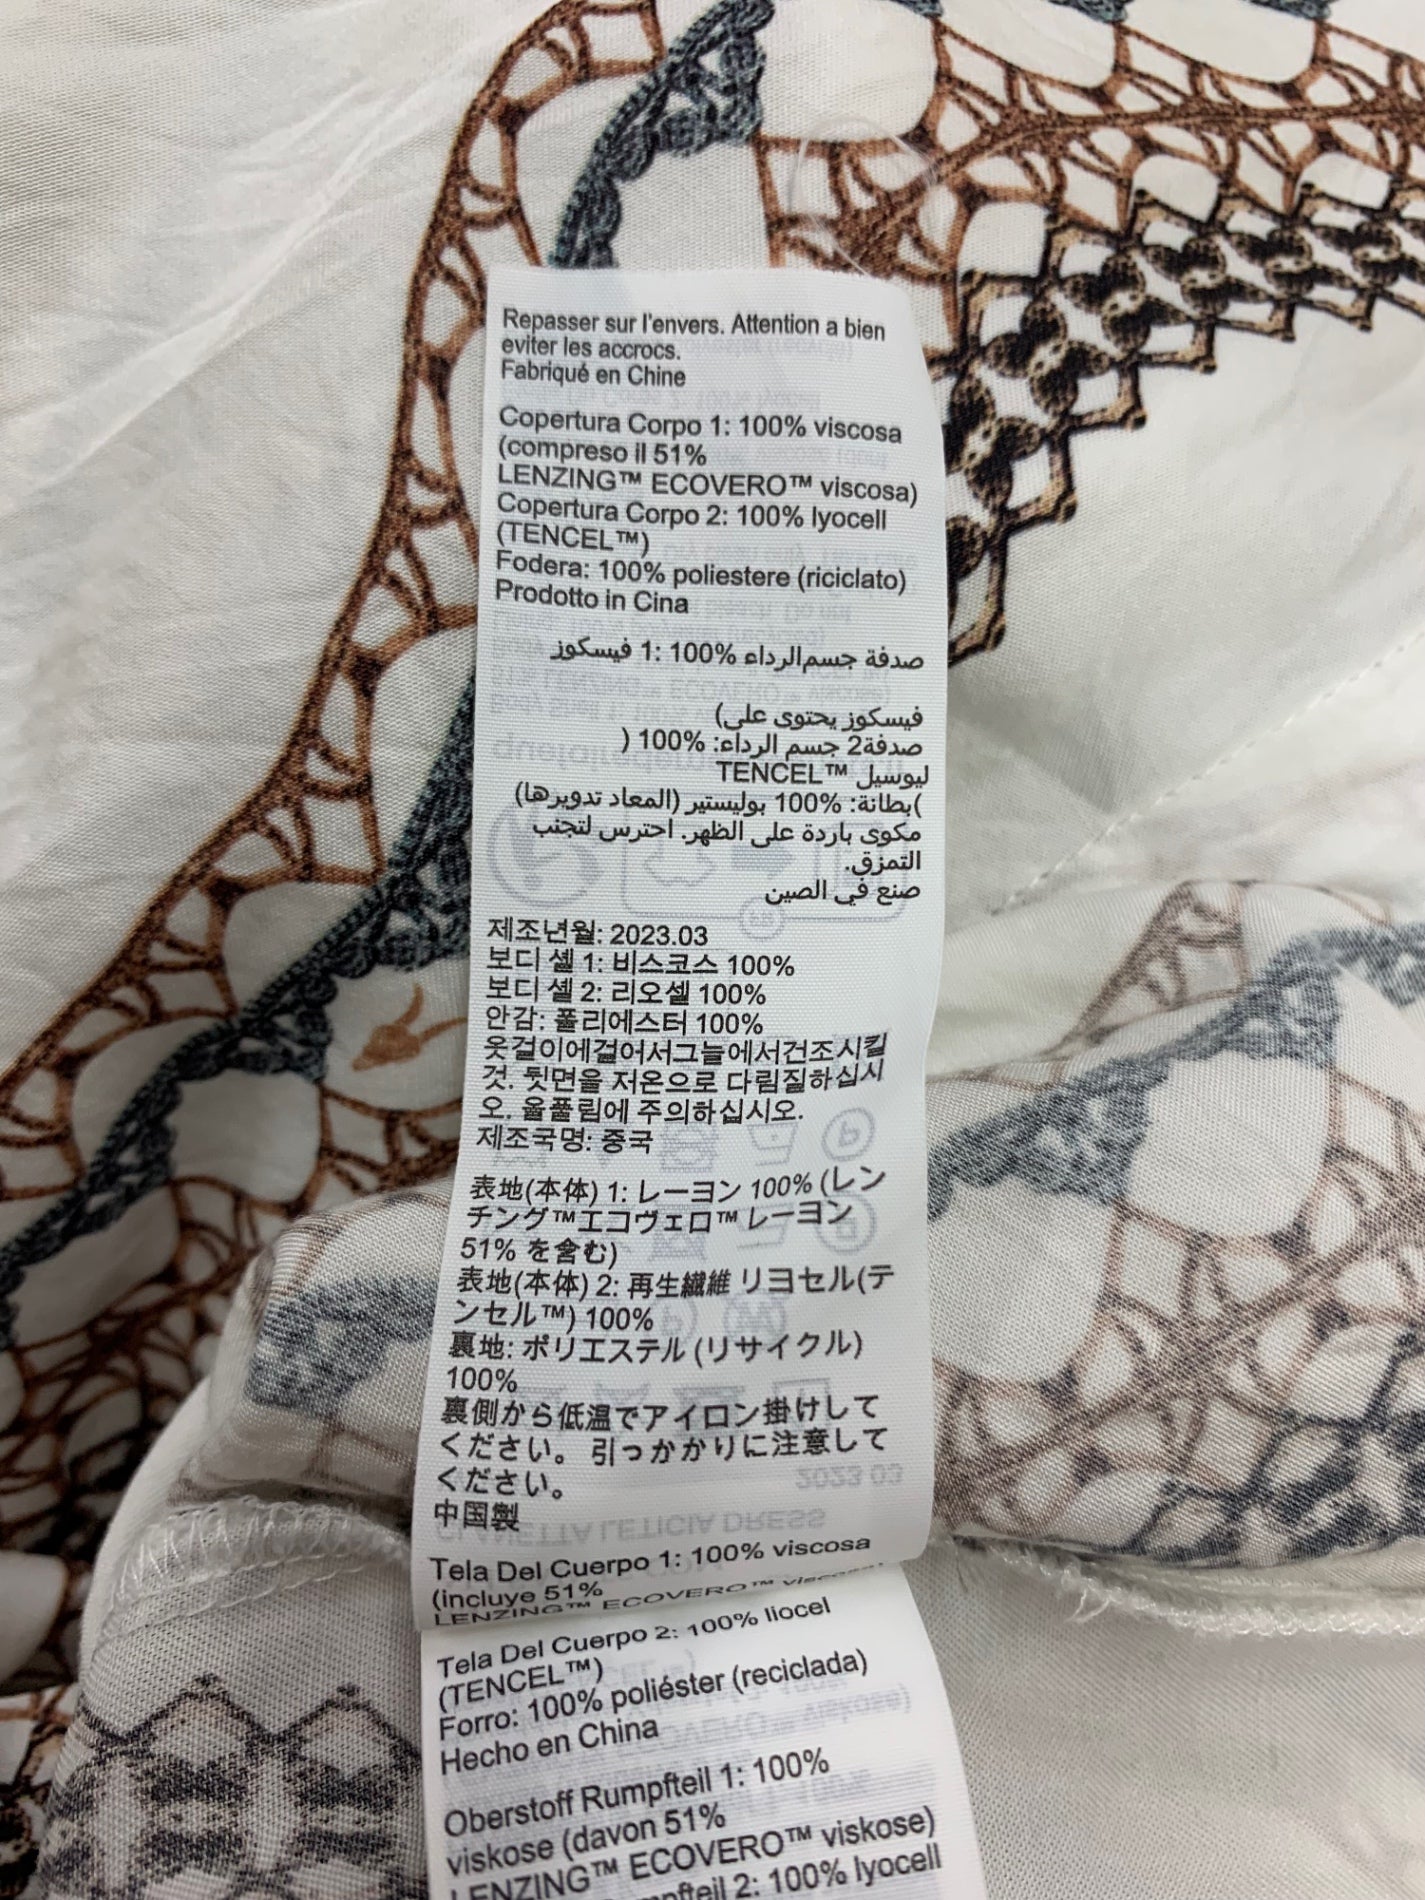 Repasser sur l'envers. Attention a bien
eviter les accrocs.
Fabriqué en Chine
Copertura Corpo 1: 100% viscosa
(compreso il 51%
LENZING™ ECOVERO™ viscosa)
Copertura Corpo 2: 100% lyocell
(TENCEL™)
Fodera: 100% poliestere (riciclato)
Prodotto in Cina
صدفة جسم الرداء 1: 100% فيسكوز
فيسكوز يحتوى على)
صدفة2 جسم الرداء: 100% (
ليوسيل TENCEL™
)بطانة: 100% بوليستير (المعاد تدويرها)
مكوى باردة على الظهر. احترس لتجنب
التمزق.
صنع في الصين
제조년월: 2023.03
보디 셸 1: 비스코스 100%
보디 셸 2: 리오셀 100%
안감: 폴리에스터 100%
옷걸이에걸어서그늘에서건조시킬
것. 뒷면을 저온으로 다림질하십시
오. 올풀림에 주의하십시오.
제조국명: 중국
表地(本体) 1: レーヨン 100% (レン
チング™エコヴェロ™ レーヨン
51% を含む)
表地(本体) 2: 再生繊維 リヨセル(テ
ンセル™) 100%
裏地: ポリエステル (リサイクル)
100%
裏側から低温でアイロン掛けして
ください。 引っかかりに注意して
ください。
中国製
Tela Del Cuerpo 1: 100% viscosa
(incluye 51%
LENZING™ ECOVERO™ viscosa)
Tela Del Cuerpo 2: 100% liocel
(TENCEL™)
Forro: 100% poliéster (reciclada)
Hecho en China
Oberstoff Rumpfteil 1: 100%
viskose (davon 51%
LENZING™ ECOVERO™ viskose)
2: 100% lyocell